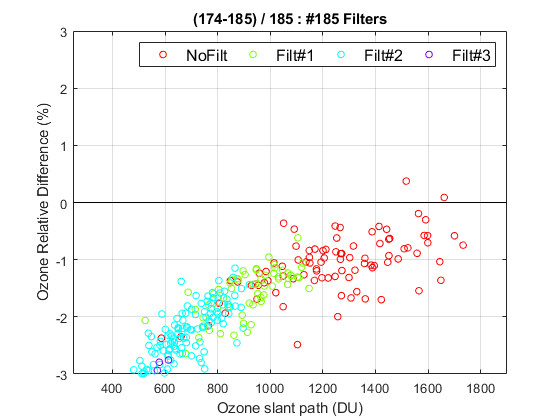 (174-185) / 185 : #185 Filters
NoFilt Filt#1 Filt#2 Filt#3
Ozone Relative Difference (%)
3
2
1
0
-1
-2
-3
400 600 800 1000 1200 1400 1600 1800
Ozone slant path (DU)